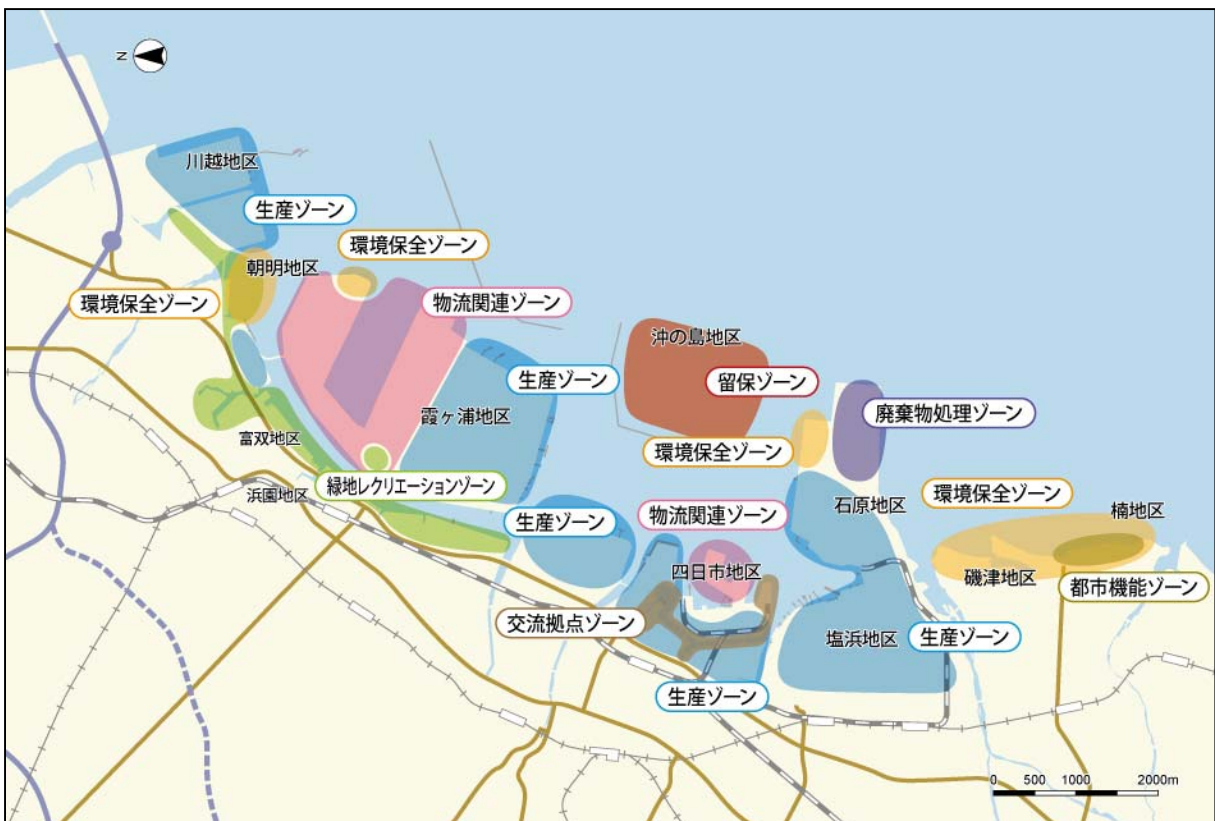 N
川越地区
生産ゾーン
環境保全ゾーン
朝明地区
環境保全ゾーン
物流関連ゾーン
沖の島地区
生産ゾーン
留保ゾーン
霞ヶ浦地区
廃棄物処理ゾーン
富双地区
環境保全ゾーン
浜園地区
緑地レクリエーションゾーン
環境保全ゾーン
石原地区
楠地区
生産ゾーン
物流関連ゾーン
四日市地区
磯津地区
都市機能ゾーン
交流拠点ゾーン
塩浜地区
生産ゾーン
生産ゾーン
0 500 1000 2000m